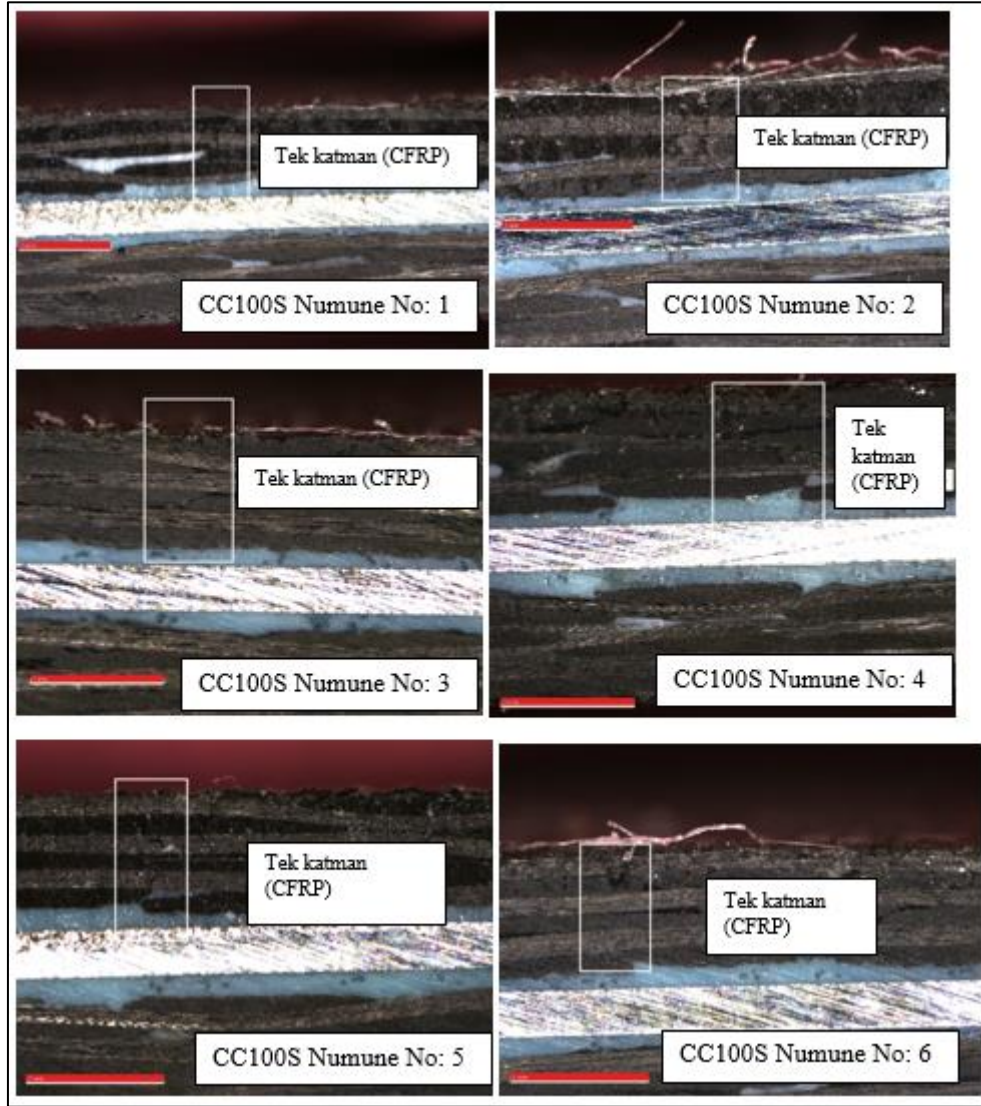 Tek katman (CFRP)
CC100S Numune No: 1
Tek katman (CFRP)
CC100S Numune No: 2
Tek katman (CFRP)
CC100S Numune No: 3
Tek
katman
(CFRP)
CC100S Numune No: 4
Tek katman
(CFRP)
CC100S Numune No: 5
Tek katman
(CFRP)
CC100S Numune No: 6